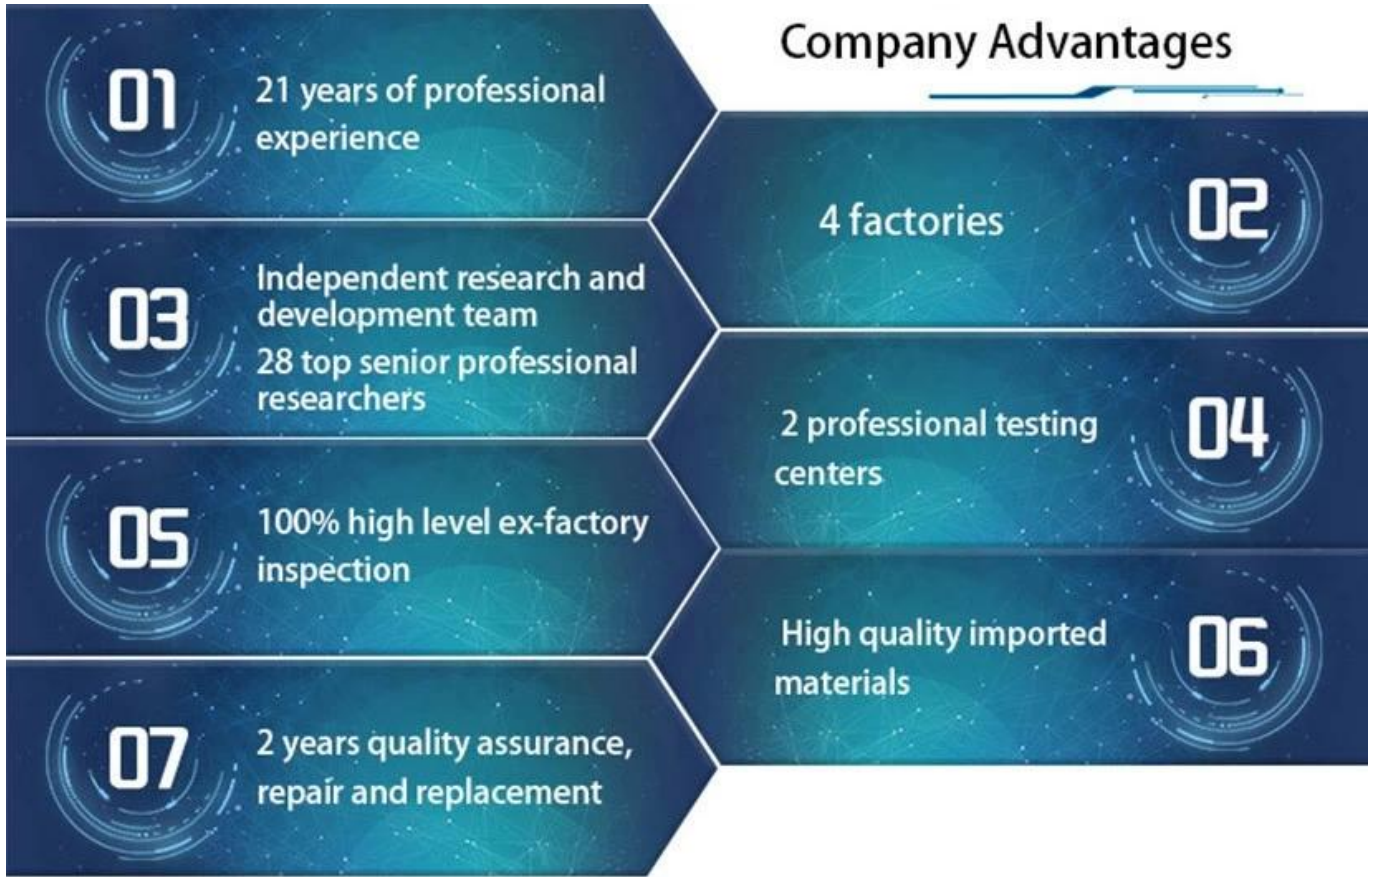 Company Advantages
01
21 years of professional
experience
02
4 factories
03
Independent research and
development team
28 top senior professional
researchers
04
2 professional testing
centers
05
100% high level ex-factory
inspection
06
High quality imported
materials
07
2 years quality assurance,
repair and replacement